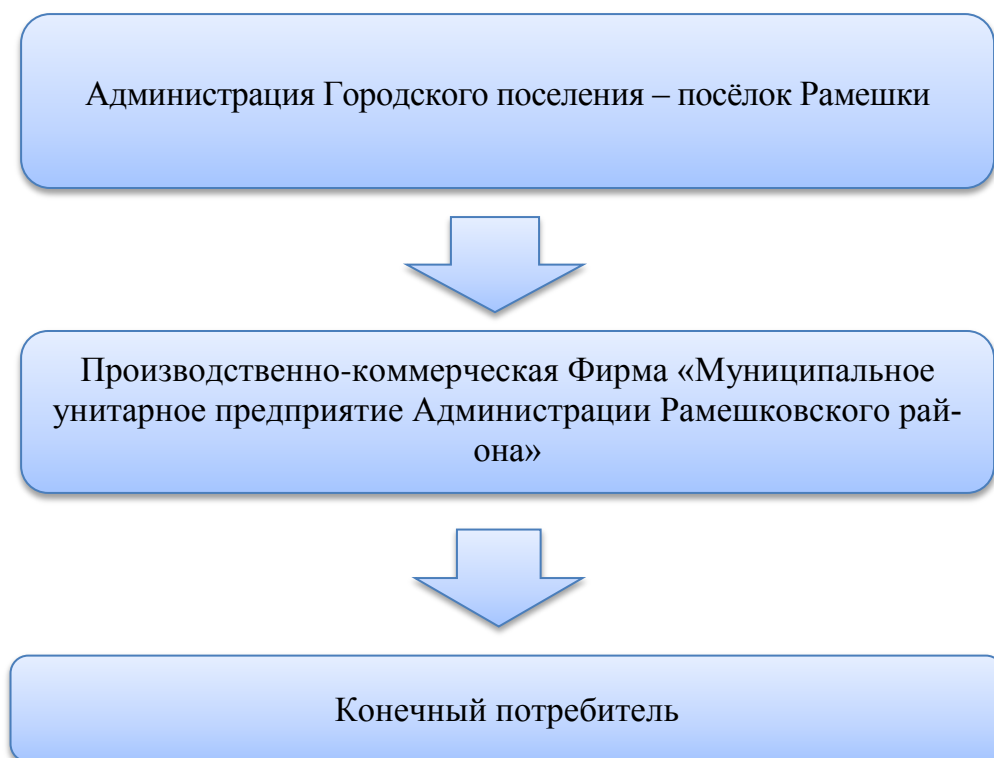 Администрация Городского поселения – посёлок Рамешки
Производственно-коммерческая Фирма «Муниципальное
унитарное предприятие Администрации Рамешковского рай-
она»
Конечный потребитель